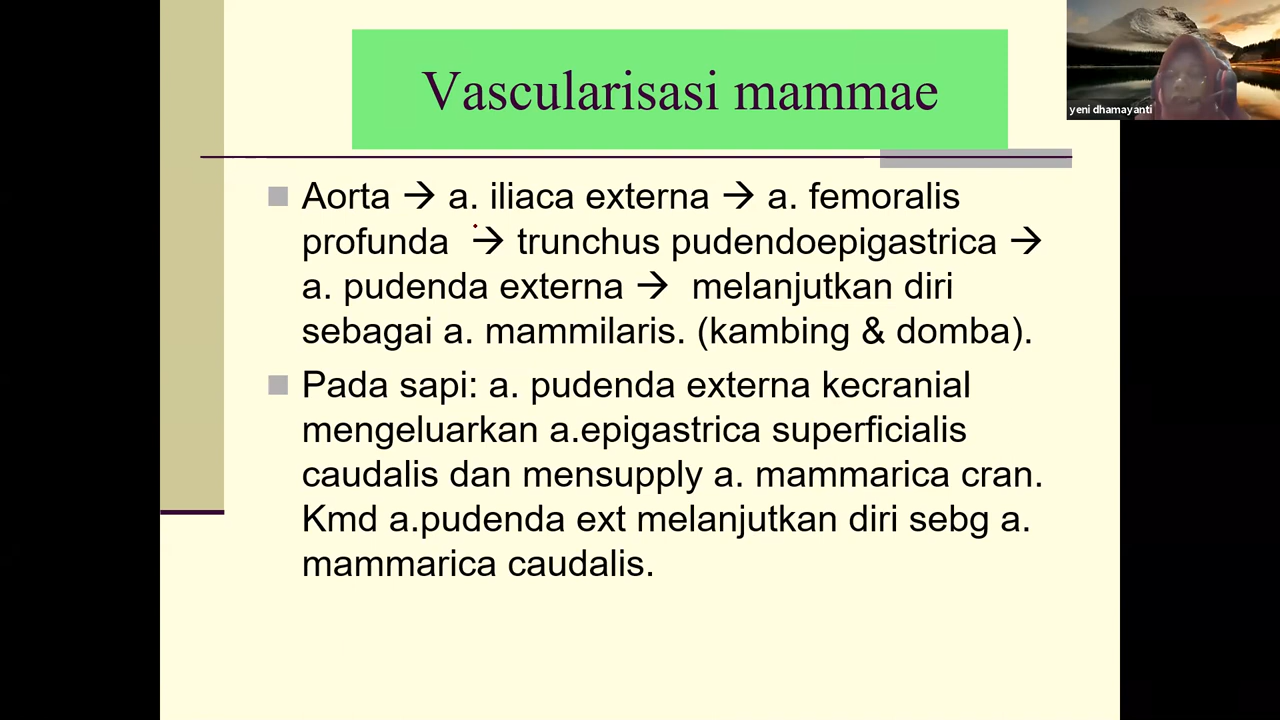 Vascularisasi mammae
yeni dhamayanti
Aorta → a. iliaca externa → a. femoralis
profunda → trunchus pudendoepigastrica →
a. pudenda externa → melanjutkan diri
sebagai a. mammilaris. (kambing & domba).
Pada sapi: a. pudenda externa kecranial
mengeluarkan a.epigastrica superficialis
caudalis dan mensupply a. mammarica cran.
Kmd a.pudenda ext melanjutkan diri sebg a.
mammarica caudalis.